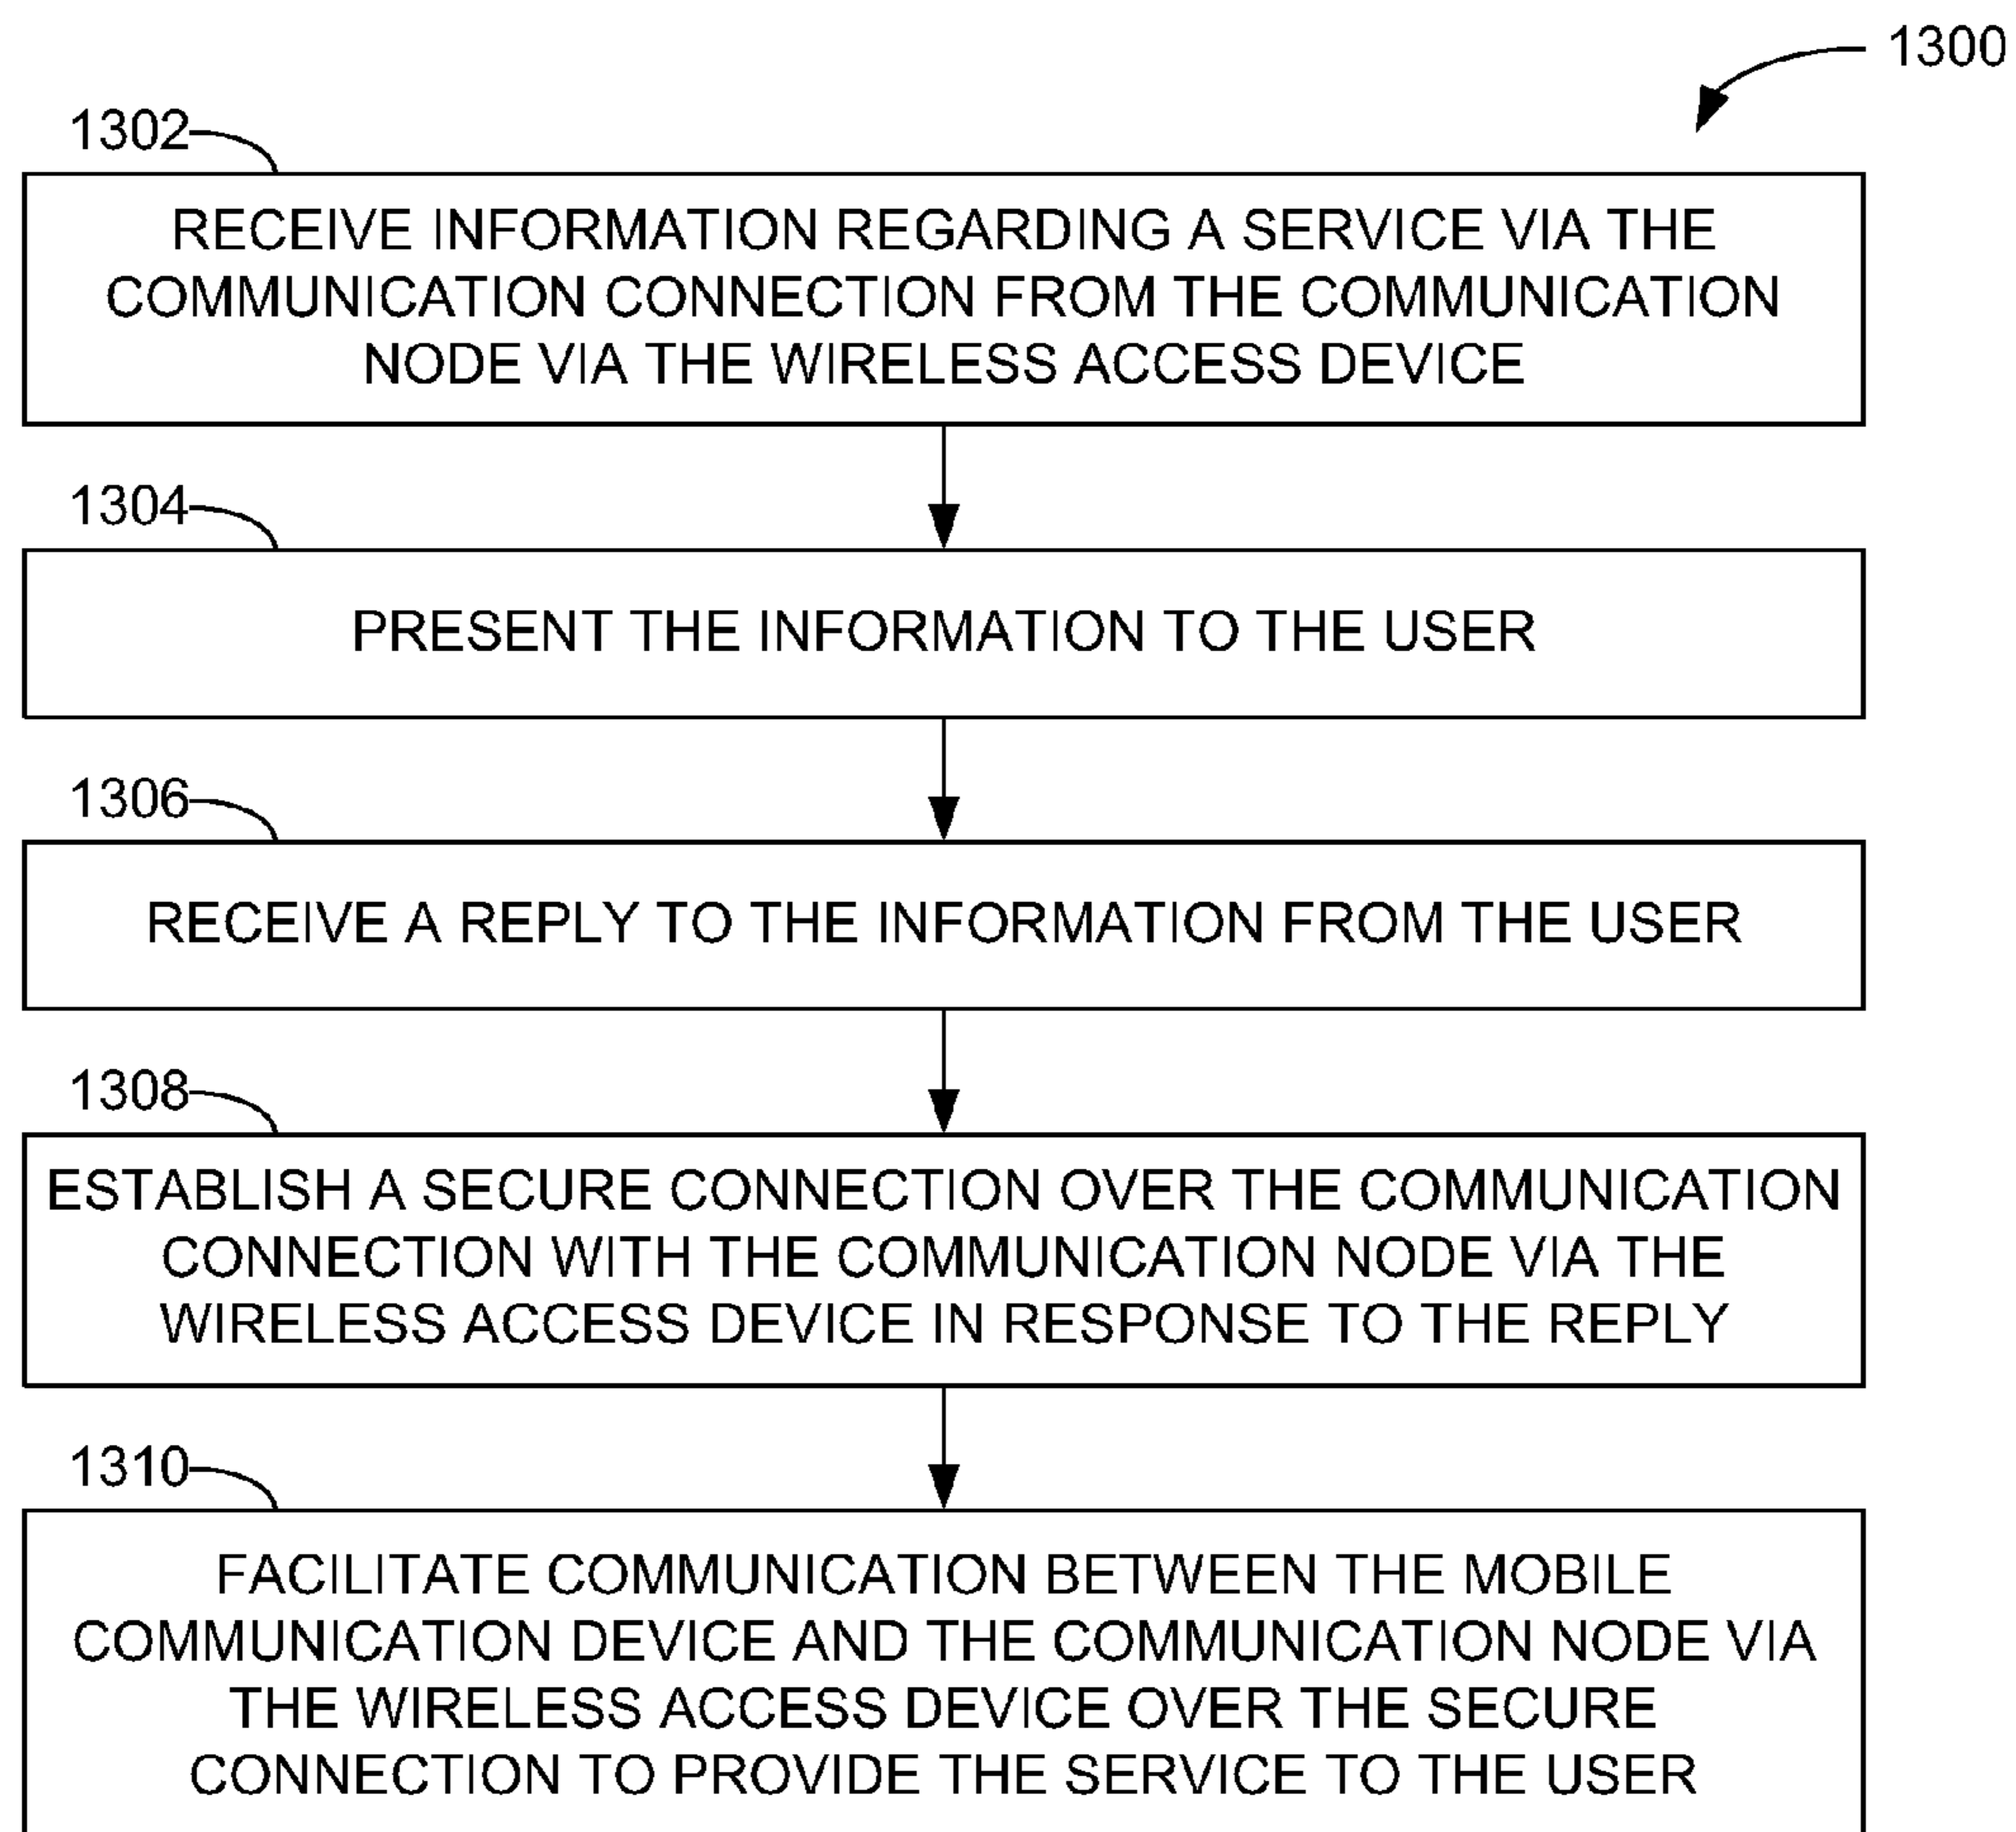 1300
1302
RECEIVE INFORMATION REGARDING A SERVICE VIA THE
COMMUNICATION CONNECTION FROM THE COMMUNICATION
NODE VIA THE WIRELESS ACCESS DEVICE
1304
PRESENT THE INFORMATION TO THE USER
1306
RECEIVE A REPLY TO THE INFORMATION FROM THE USER
1308
ESTABLISH A SECURE CONNECTION OVER THE COMMUNICATION
CONNECTION WITH THE COMMUNICATION NODE VIA THE
WIRELESS ACCESS DEVICE IN RESPONSE TO THE REPLY
1310
FACILITATE COMMUNICATION BETWEEN THE MOBILE
COMMUNICATION DEVICE AND THE COMMUNICATION NODE VIA
THE WIRELESS ACCESS DEVICE OVER THE SECURE
CONNECTION TO PROVIDE THE SERVICE TO THE USER